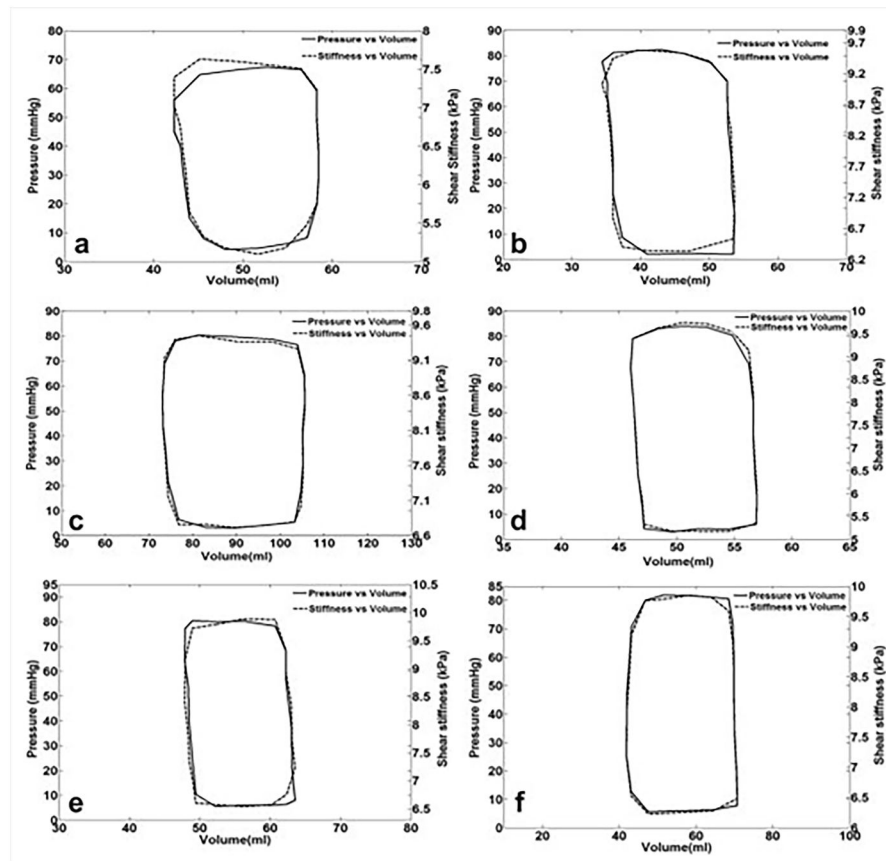 80
70
60
50
40
30
20
10
0
Pressure (mmHg)
Pressure vs Volume
Stiffness vs Volume
a
8
7.5
7
6.5
6
5.5
5
Shear Stiffness (kPa)
30 40 50 60 70
Volume(ml)
90
80
70
60
50
40
30
20
10
0
Pressure (mmHg)
Pressure vs Volume
Stiffness vs Volume
b
9.9
9.7
9.2
8.7
8.2
7.7
7.2
6.7
6.2
Shear stiffness (kPa)
20 30 40 50 60 70
Volume(ml)
90
80
70
60
50
40
30
20
10
0
Pressure (mmHg)
Pressure vs Volume
Stiffness vs Volume
c
9.8
9.6
9.1
8.6
8.1
7.6
7.1
6.6
Shear stiffness (kPa)
50 60 70 80 90 100 110 120 130
Volume(ml)
90
80
70
60
50
40
30
20
10
0
Pressure (mmHg)
Pressure vs Volume
Stiffness vs Volume
d
10
9.5
9
8.5
8
7.5
7
6.5
6
5.5
5
Shear stiffness (kPa)
35 40 45 50 55 60 65
Volume(ml)
95
90
80
70
60
50
40
30
20
10
0
Pressure (mmHg)
Pressure vs Volume
Stiffness vs Volume
e
10.5
10
9.5
9
8.5
8
7.5
7
6.5
Shear stiffness (kPa)
30 40 50 60 70 80
Volume(ml)
85
80
70
60
50
40
30
20
10
0
Pressure (mmHg)
Pressure vs Volume
Stiffness vs Volume
f
10
9.5
9
8.5
8
7.5
7
6.5
6
Shear stiffness (kPa)
20 40 60 80 100
Volume(ml)